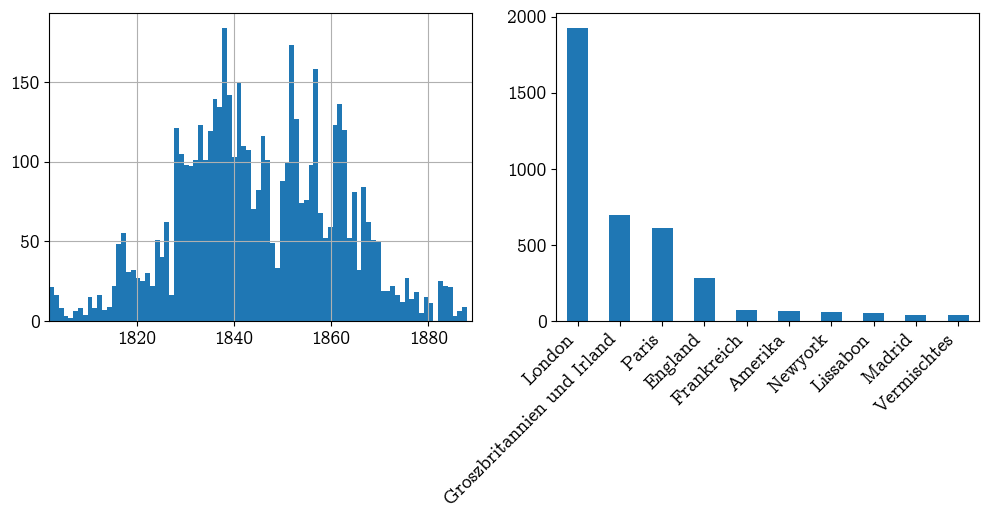 150
100
50
0
1820 1840 1860 1880
2000
1500
1000
500
0
London
Groszbritannien und Irland
Paris
England
Frankreich
Amerika
Newyork
Lissabon
Madrid
Vermischtes